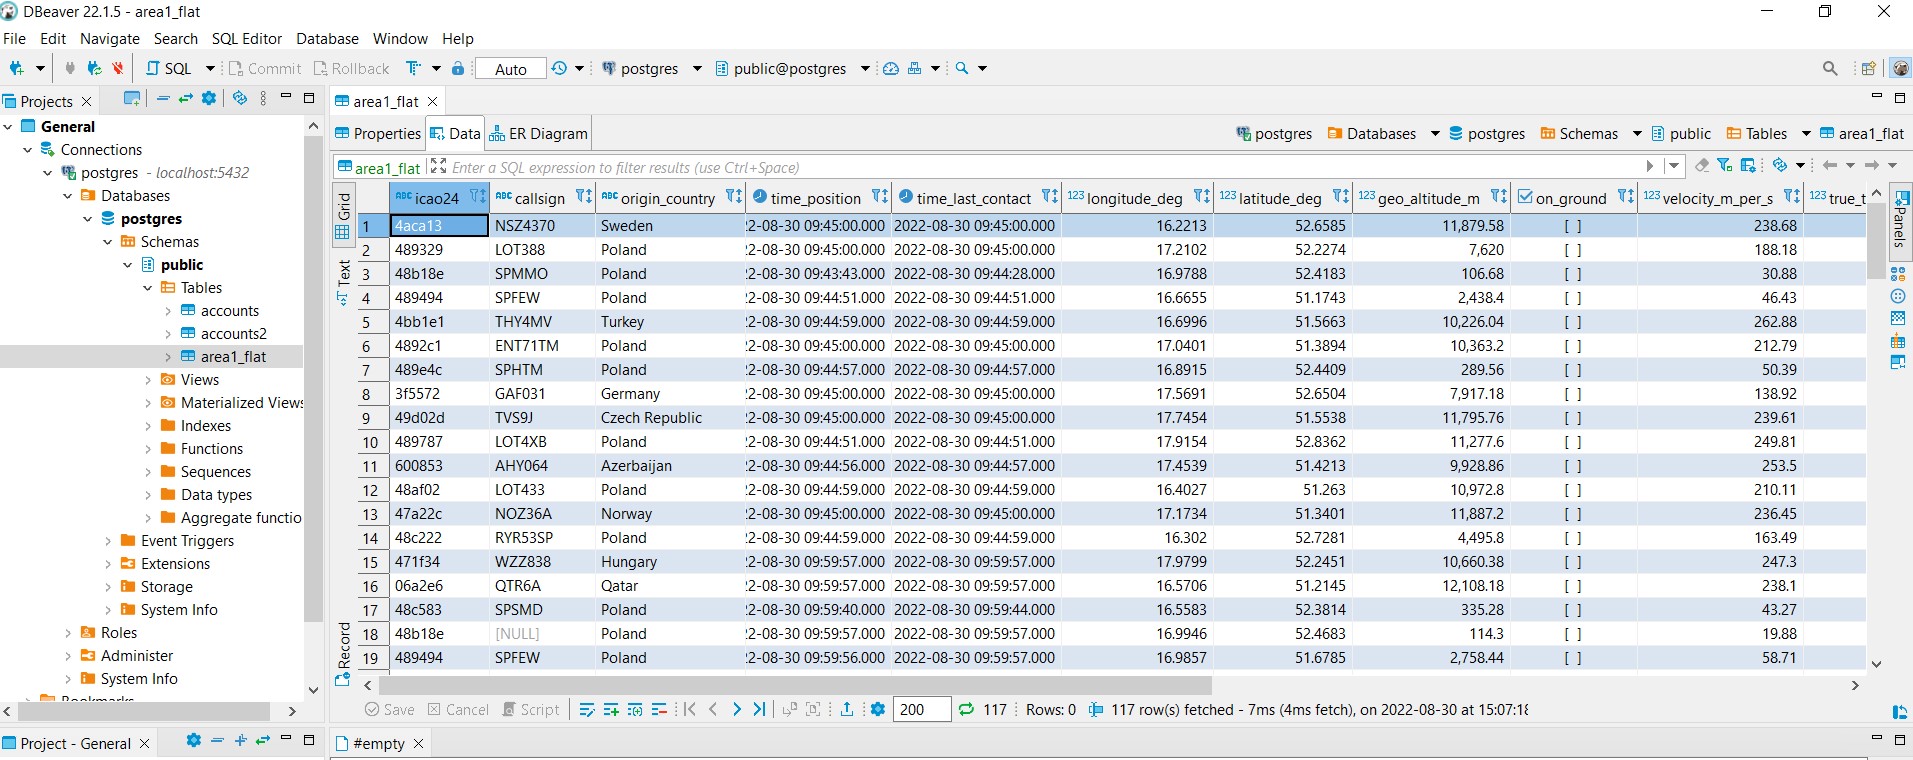 DBeaver 22.1.5 - area1_flat
File Edit Navigate Search SQL Editor Database Window Help
SQL Commit Rollback Auto postgres public@postgres
Projects
General
Connections
postgres - localhost:5432
Databases
postgres
Schemas
public
Tables
accounts
accounts2
area1_flat
Views
Materialized Views
Indexes
Functions
Sequences
Data types
Aggregate functio
Event Triggers
Extensions
Storage
System Info
Roles
Administer
System Info
Bookmarks
Project - General
area1_flat
Properties Data ER Diagram postgres Databases postgres Schemas public Tables area1_flat
area1_flat Enter a SQL expression to filter results (use Ctrl+Space)
Grid
Text
Record
Panels
ABC icao24 ABC callsign ABC origin_country time_position time_last_contact 123 longitude_deg 123 latitude_deg 123 geo_altitude_m on_ground 123 velocity_m_per_s 123 true_t
1 4aca13 NSZ4370 Sweden 22-08-30 09:45:00.000 2022-08-30 09:45:00.000 16.2213 52.6585 11,879.58 [ ] 238.68
2 489329 LOT388 Poland 22-08-30 09:45:00.000 2022-08-30 09:45:00.000 17.2102 52.2274 7,620 [ ] 188.18
3 48b18e SPMMO Poland 22-08-30 09:43:43.000 2022-08-30 09:44:28.000 16.9788 52.4183 106.68 [ ] 30.88
4 489494 SPFEW Poland 22-08-30 09:44:51.000 2022-08-30 09:44:51.000 16.6655 51.1743 2,438.4 [ ] 46.43
5 4bb1e1 THY4MV Turkey 22-08-30 09:44:59.000 2022-08-30 09:44:59.000 16.6996 51.5663 10,226.04 [ ] 262.88
6 4892c1 ENT71TM Poland 22-08-30 09:45:00.000 2022-08-30 09:45:00.000 17.0401 51.3894 10,363.2 [ ] 212.79
7 489e4c SPHTM Poland 22-08-30 09:44:57.000 2022-08-30 09:44:57.000 16.8915 52.4409 289.56 [ ] 50.39
8 3f5572 GAF031 Germany 22-08-30 09:45:00.000 2022-08-30 09:45:00.000 17.5691 52.6504 7,917.18 [ ] 138.92
9 49d02d TVS9J Czech Republic 22-08-30 09:45:00.000 2022-08-30 09:45:00.000 17.7454 51.5538 11,795.76 [ ] 239.61
10 489787 LOT4XB Poland 22-08-30 09:44:51.000 2022-08-30 09:44:51.000 17.9154 52.8362 11,277.6 [ ] 249.81
11 600853 AHY064 Azerbaijan 22-08-30 09:44:56.000 2022-08-30 09:44:57.000 17.4539 51.4213 9,928.86 [ ] 253.5
12 48af02 LOT433 Poland 22-08-30 09:44:59.000 2022-08-30 09:44:59.000 16.4027 51.263 10,972.8 [ ] 210.11
13 47a22c NOZ36A Norway 22-08-30 09:45:00.000 2022-08-30 09:45:00.000 17.1734 51.3401 11,887.2 [ ] 236.45
14 48c222 RYR53SP Poland 22-08-30 09:44:59.000 2022-08-30 09:44:59.000 16.302 52.7281 4,495.8 [ ] 163.49
15 471f34 WZZ838 Hungary 22-08-30 09:59:57.000 2022-08-30 09:59:57.000 17.9799 52.2451 10,660.38 [ ] 247.3
16 06a2e6 QTR6A Qatar 22-08-30 09:59:57.000 2022-08-30 09:59:57.000 16.5706 51.2145 12,108.18 [ ] 238.1
17 48c583 SPSMD Poland 22-08-30 09:59:40.000 2022-08-30 09:59:44.000 16.5583 52.3814 335.28 [ ] 43.27
18 48b18e [NULL] Poland 22-08-30 09:59:57.000 2022-08-30 09:59:57.000 16.9946 52.4683 114.3 [ ] 19.88
19 489494 SPFEW Poland 22-08-30 09:59:56.000 2022-08-30 09:59:57.000 16.9857 51.6785 2,758.44 [ ] 58.71
Save Cancel Script 200 117 Rows: 0 117 row(s) fetched - 7ms (4ms fetch), on 2022-08-30 at 15:07:18
#empty